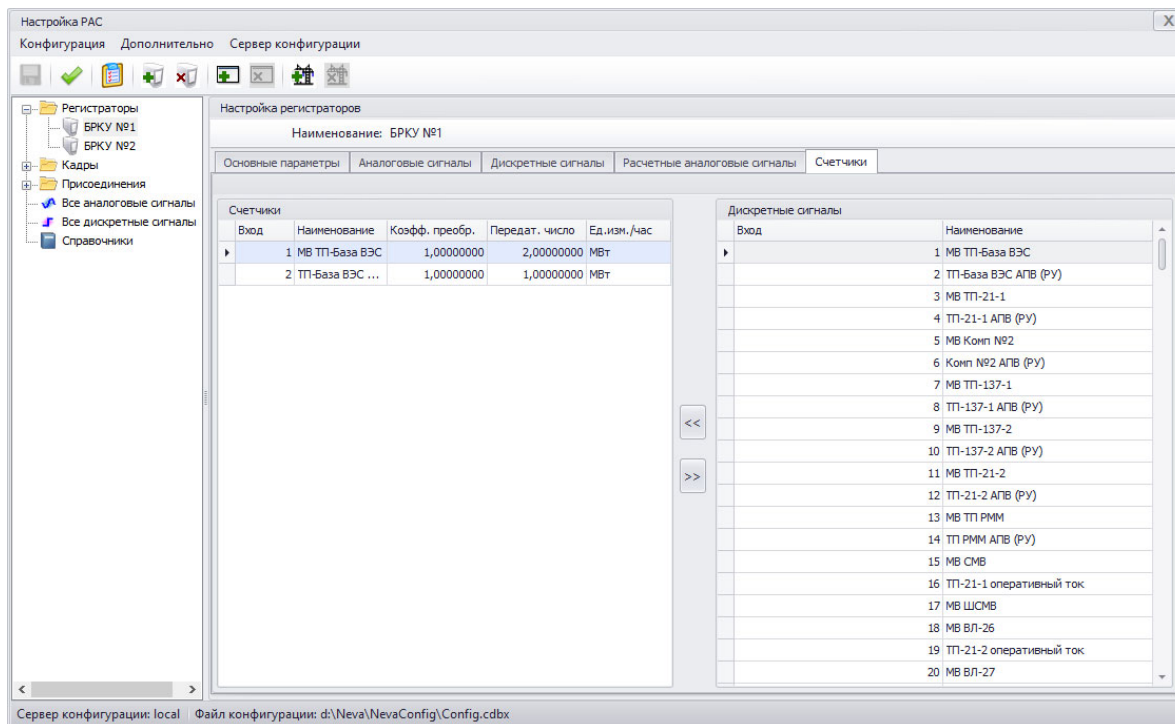 Настройка РАС
Конфигурация Дополнительно Сервер конфигурации
Регистраторы
БРКУ №1
БРКУ №2
Кадры
Присоединения
Все аналоговые сигналы
Все дискретные сигналы
Справочники
Настройка регистраторов
Наименование: БРКУ №1
Основные параметры Аналоговые сигналы Дискретные сигналы Расчетные аналоговые сигналы Счетчики
Счетчики
Вход Наименование Коэфф. преобр. Передат. число Ед.изм./час
1 МВ ТП-База ВЭС 1,00000000 2,00000000 МВт
2 ТП-База ВЭС ... 1,00000000 1,00000000 МВт
<<
>>
Дискретные сигналы
Вход Наименование
1 МВ ТП-База ВЭС
2 ТП-База ВЭС АПВ (РУ)
3 МВ ТП-21-1
4 ТП-21-1 АПВ (РУ)
5 МВ Комп №2
6 Комп №2 АПВ (РУ)
7 МВ ТП-137-1
8 ТП-137-1 АПВ (РУ)
9 МВ ТП-137-2
10 ТП-137-2 АПВ (РУ)
11 МВ ТП-21-2
12 ТП-21-2 АПВ (РУ)
13 МВ ТП РММ
14 ТП РММ АПВ (РУ)
15 МВ СМВ
16 ТП-21-1 оперативный ток
17 МВ ШСМВ
18 МВ ВЛ-26
19 ТП-21-2 оперативный ток
20 МВ ВЛ-27
Сервер конфигурации: local Файл конфигурации: d:\Neva\NevaConfig\Config.cdbx